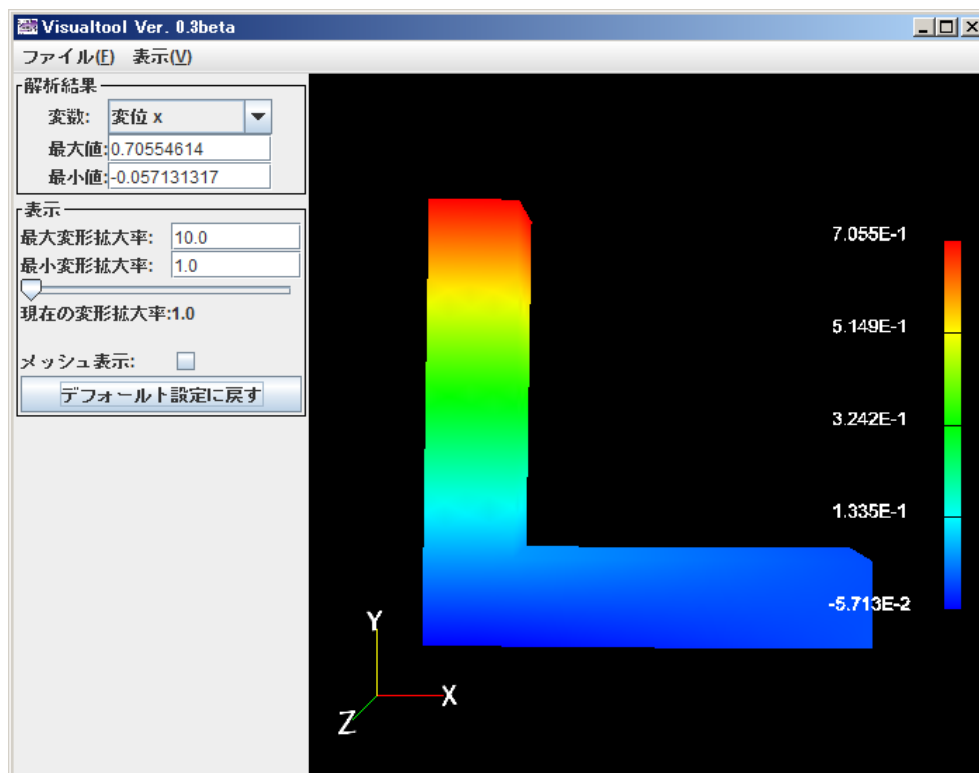 Visualtool Ver. 0.3beta
ファイル(F) 表示(V)
解析結果
変数: 変位 x
最大値: 0.70554614
最小値: -0.057131317
表示
最大変形拡大率: 10.0
最小変形拡大率: 1.0
現在の変形拡大率:1.0
メッシュ表示:
デフォールト設定に戻す
7.055E-1
5.149E-1
3.242E-1
1.335E-1
-5.713E-2
Y
X
Z